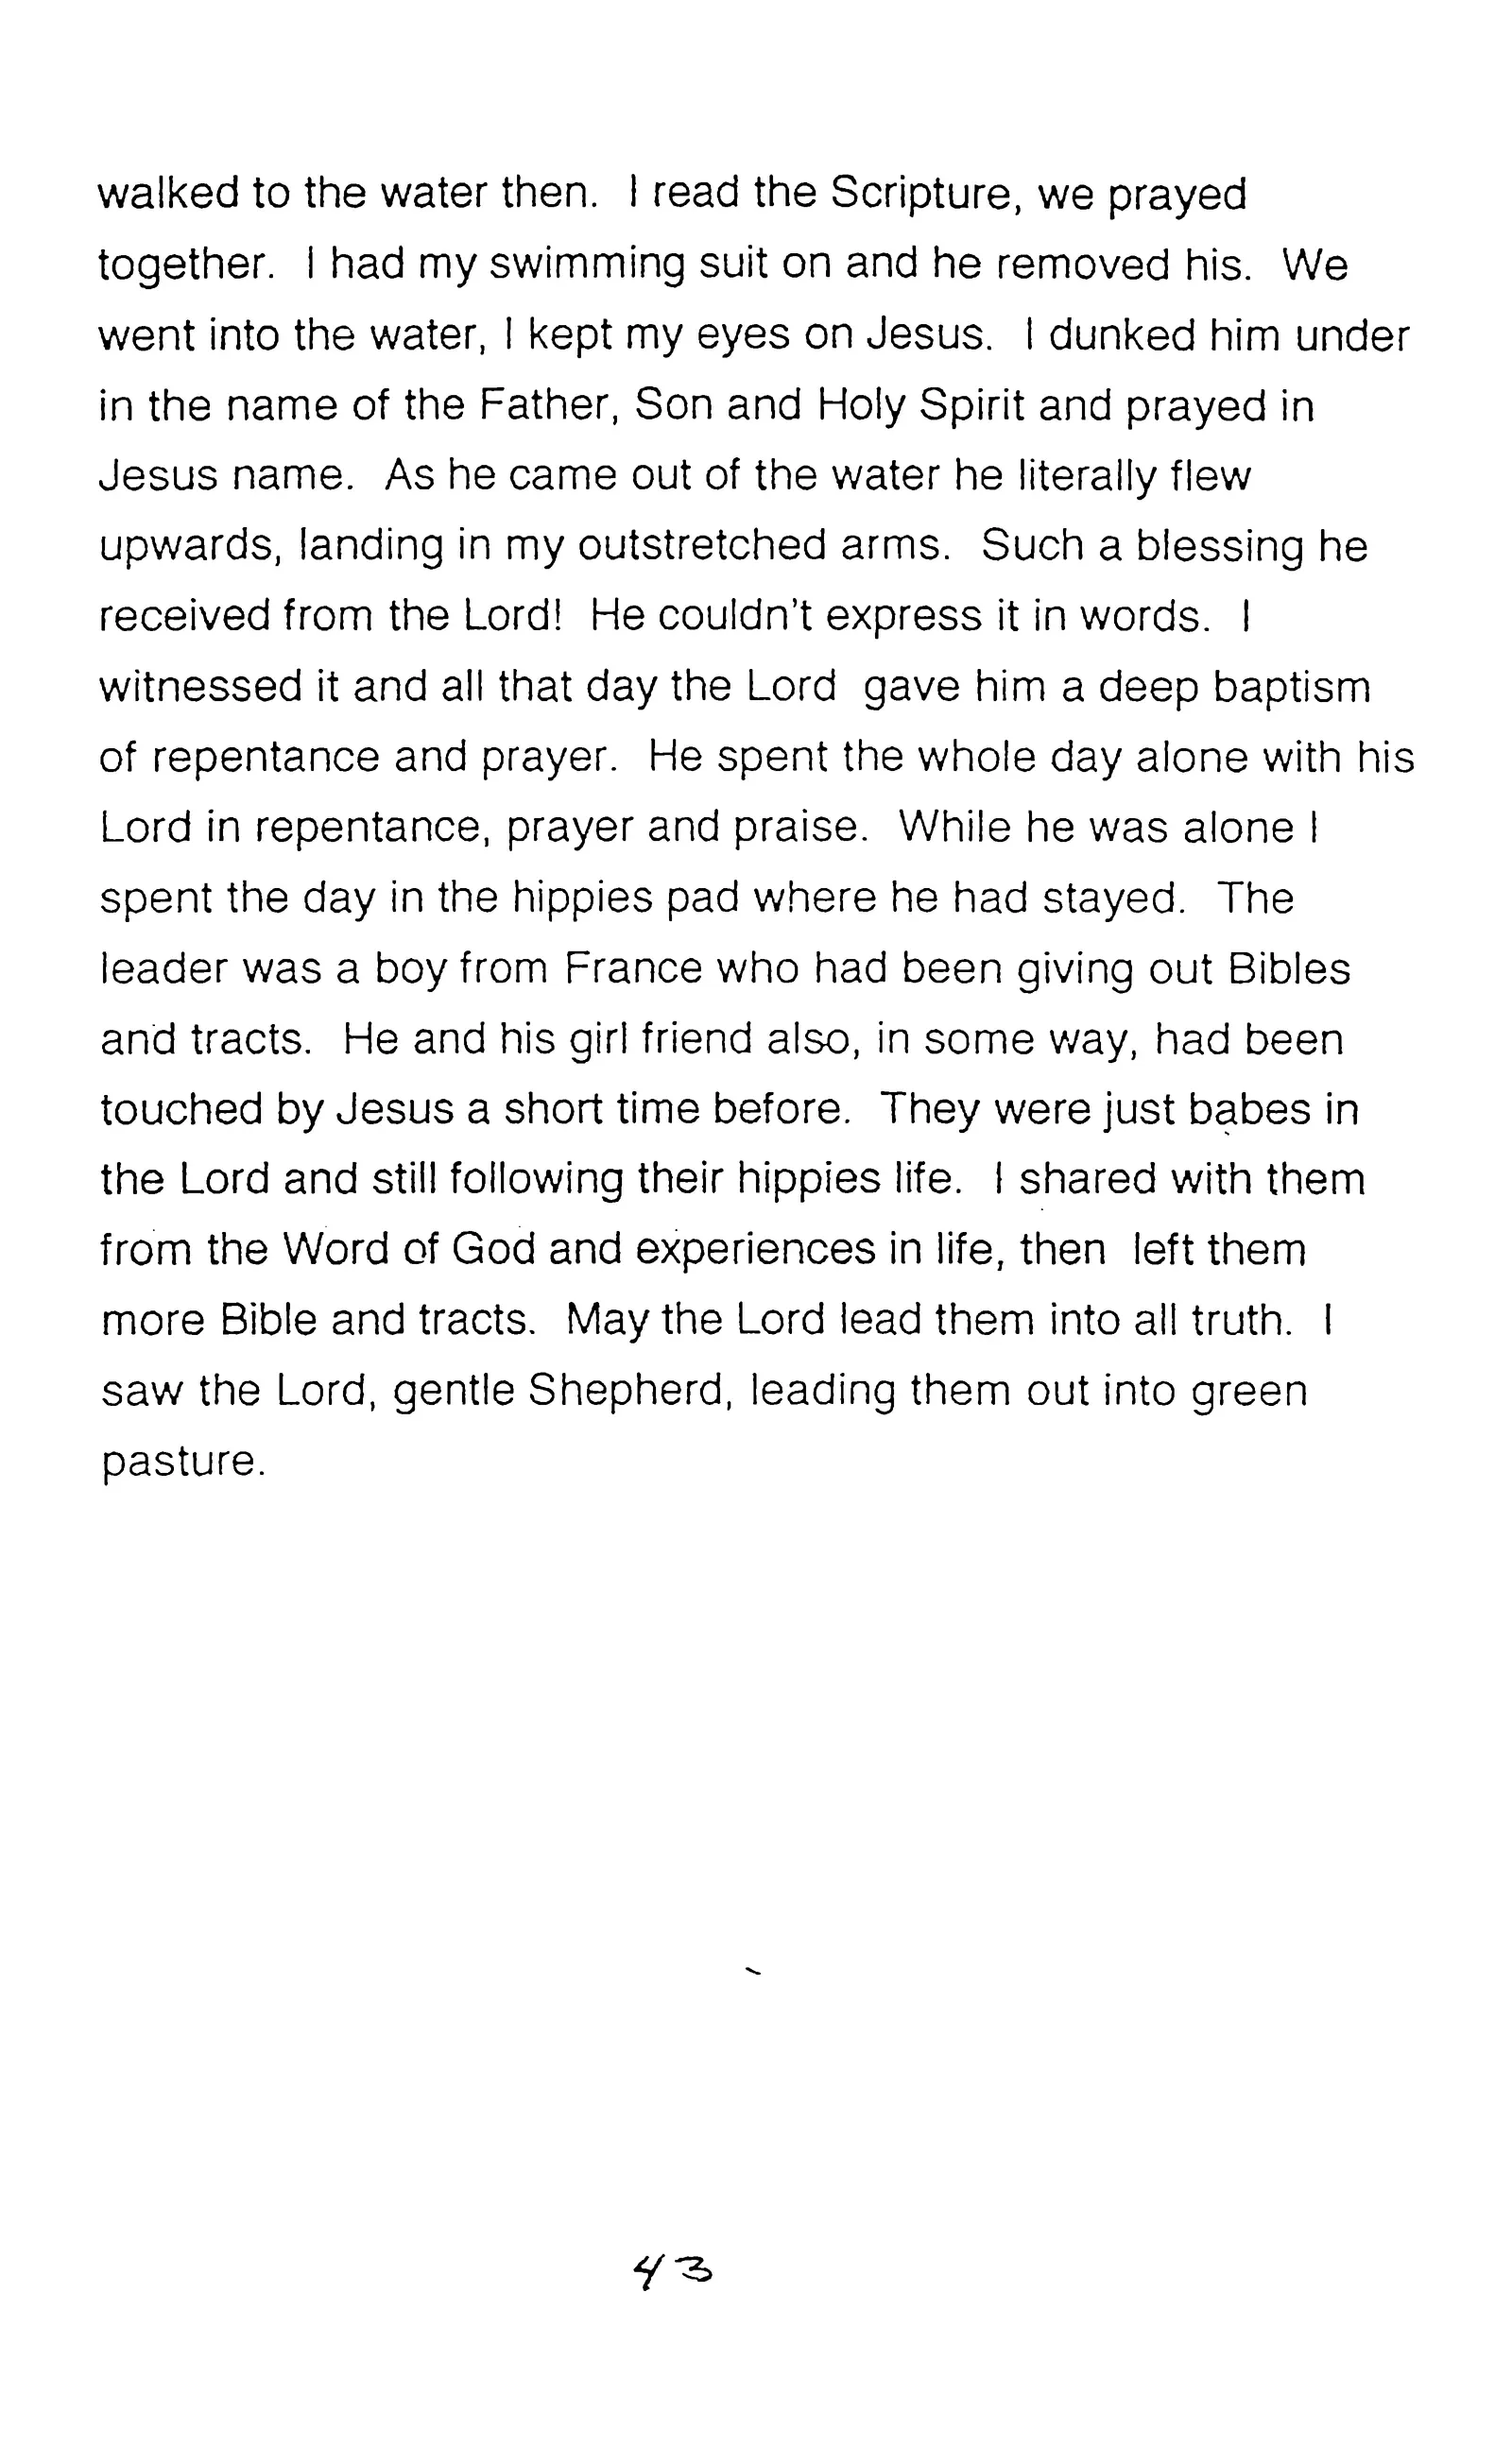 walked to the water then.  I read the Scripture, we prayed
together.  I had my swimming suit on and he removed his.  We
went into the water, I kept my eyes on Jesus.  I dunked him under
in the name of the Father, Son and Holy Spirit and prayed in
Jesus name.  As he came out of the water he literally flew
upwards, landing in my outstretched arms.  Such a blessing he
received from the Lord!  He couldn't express it in words.  I
witnessed it and all that day the Lord  gave him a deep baptism
of repentance and prayer.  He spent the whole day alone with his
Lord in repentance, prayer and praise.  While he was alone I
spent the day in the hippies pad where he had stayed.  The
leader was a boy from France who had been giving out Bibles
and tracts.  He and his girl friend also, in some way, had been
touched by Jesus a short time before.  They were just babes in
the Lord and still following their hippies life.  I shared with them
from the Word of God and experiences in life, then  left them
more Bible and tracts.  May the Lord lead them into all truth.  I
saw the Lord, gentle Shepherd, leading them out into green
pasture.
43